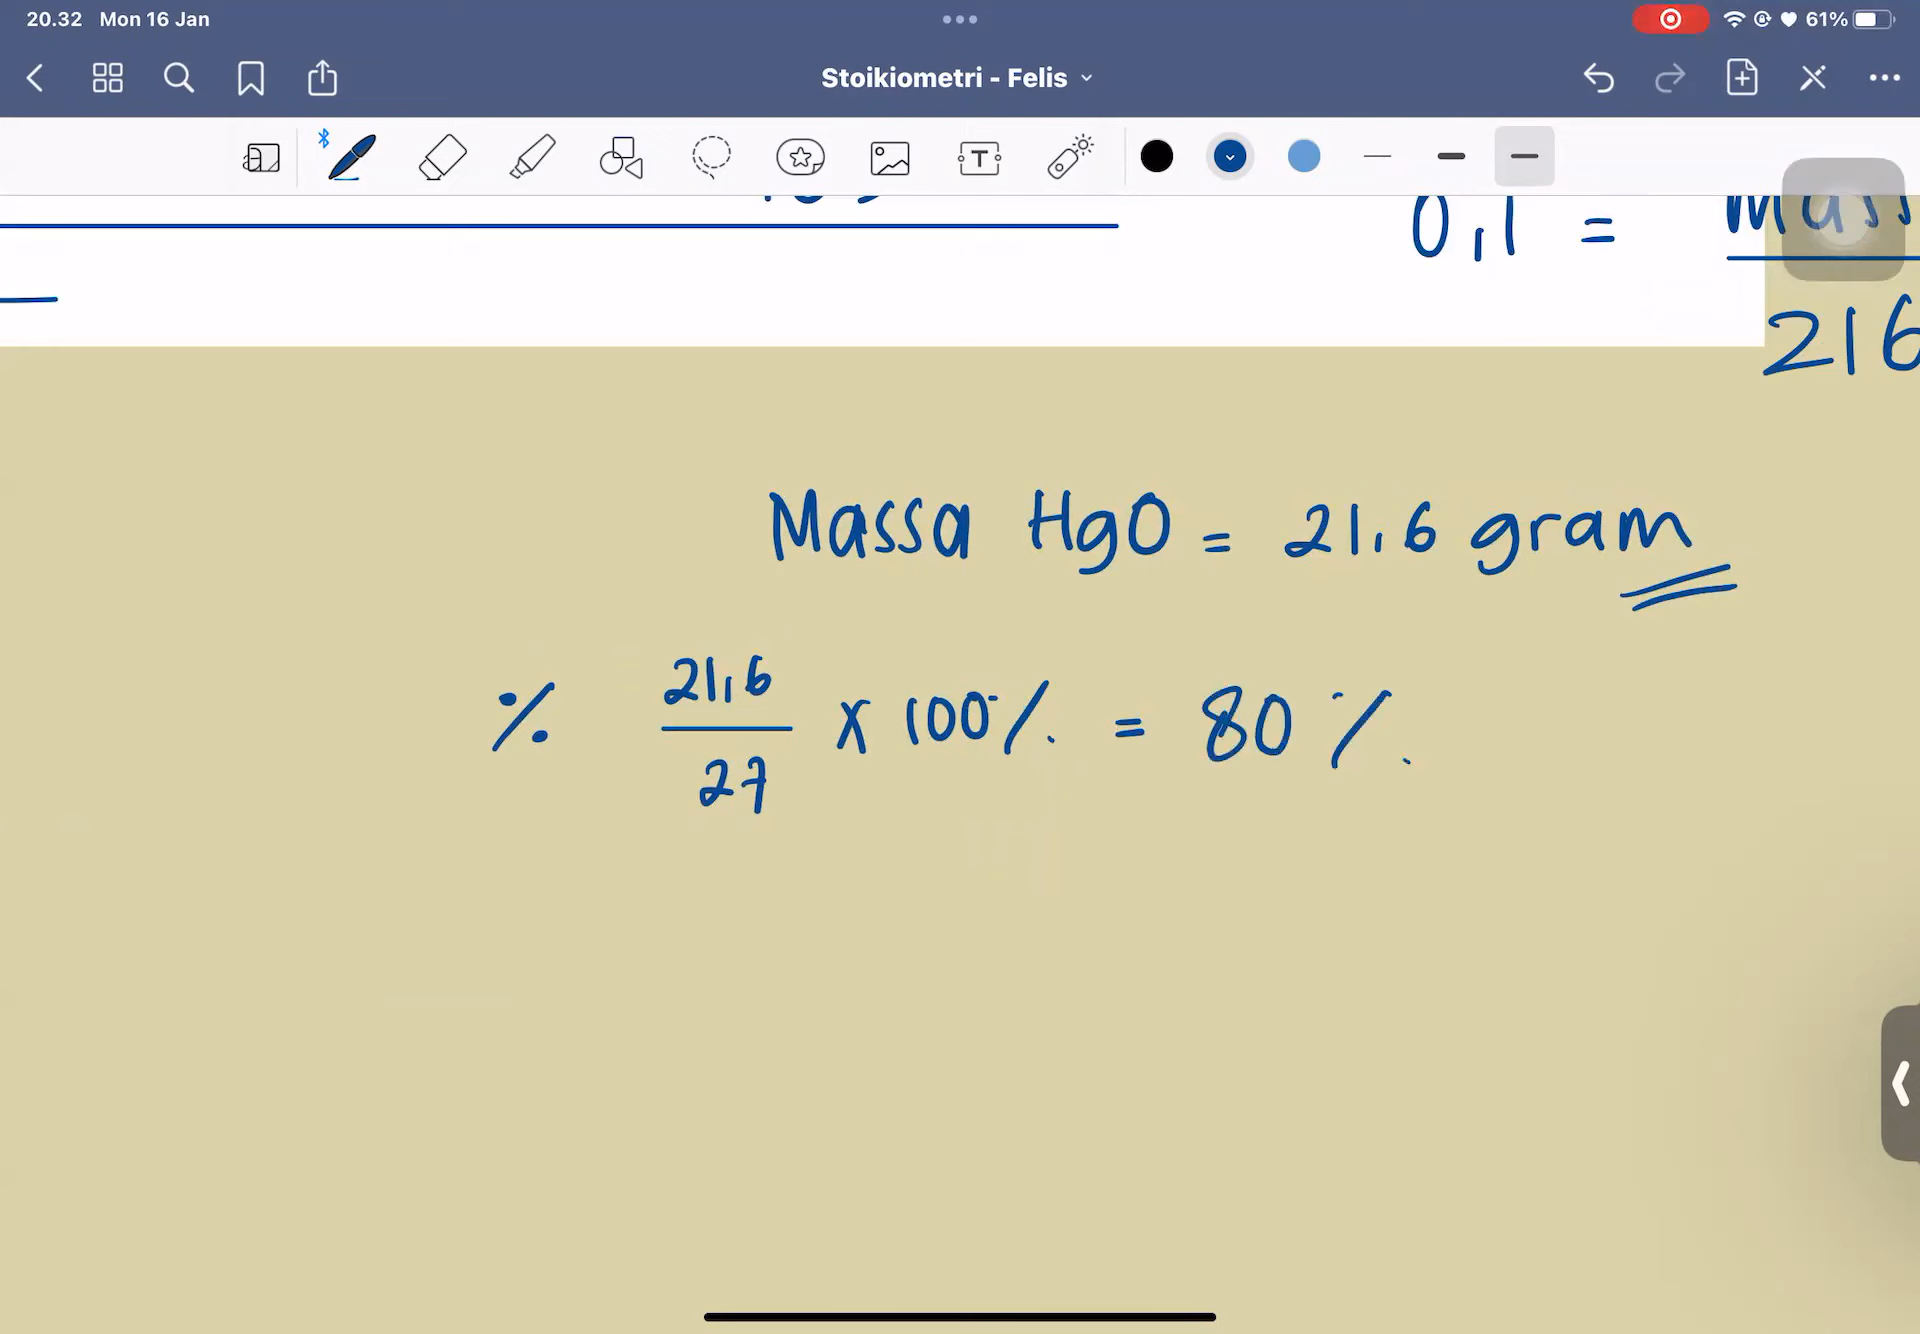 20.32 Mon 16 Jan
61%
Stoikiometri - Felis
0,1 = Mass
216
Massa HgO = 21,6 gram
% 21,6
27
x 100% = 80 %